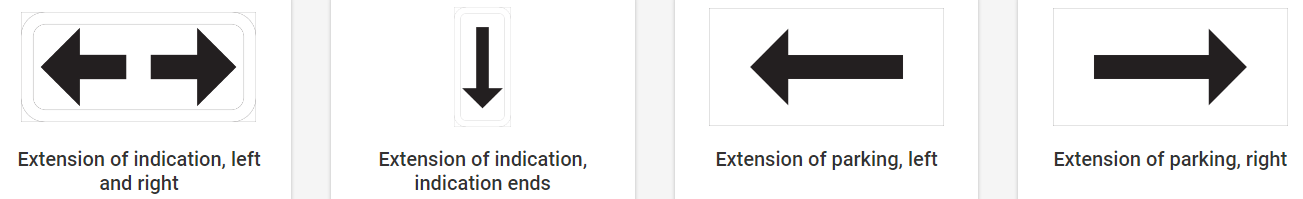 Extension of indication, left
and right
Extension of indication,
indication ends
Extension of parking, left
Extension of parking, right